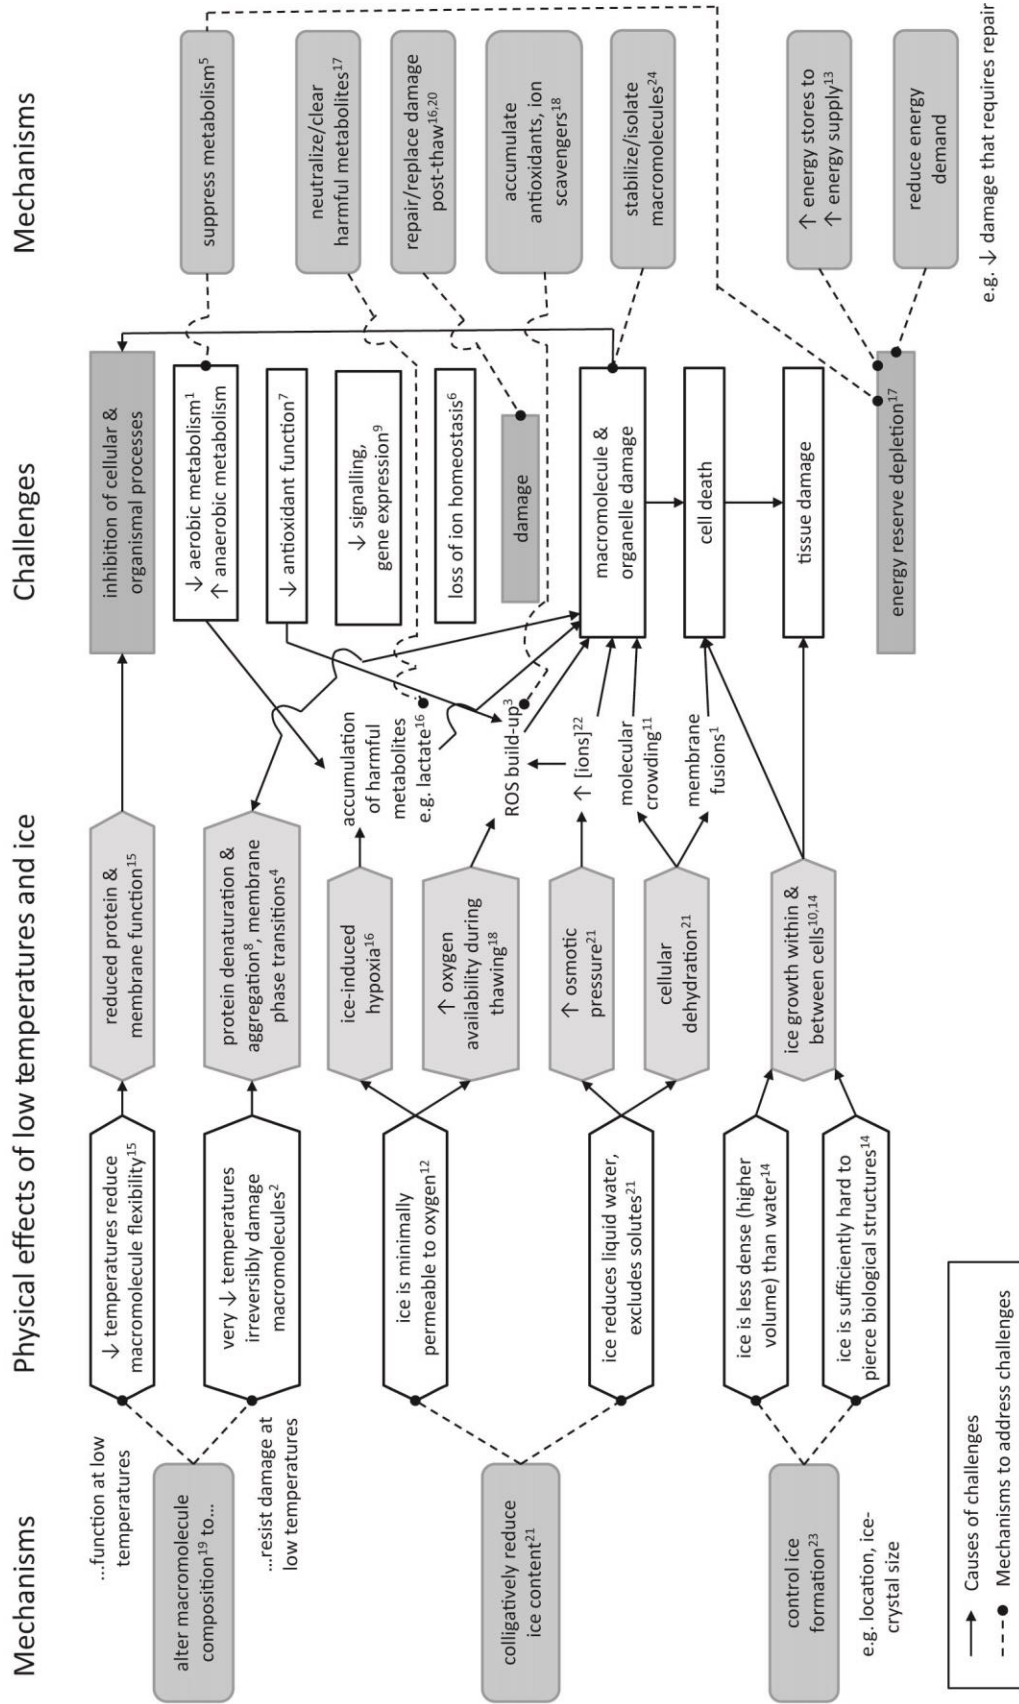 Mechanisms
Physical effects of low temperatures and ice
Challenges
Mechanisms
...function at low
temperatures
alter macromolecule
composition¹⁹ to...
...resist damage at
low temperatures
colligatively reduce
ice content²¹
control ice
formation²³
e.g. location, ice-
crystal size
↓ temperatures reduce
macromolecule flexibility¹⁵
very ↓ temperatures
irreversibly damage
macromolecules²
ice is minimally
permeable to oxygen¹²
ice reduces liquid water,
excludes solutes²¹
ice is less dense (higher
volume) than water¹⁴
ice is sufficiently hard to
pierce biological structures¹⁴
reduced protein &
membrane function¹⁵
protein denaturation &
aggregation⁸, membrane
phase transitions⁴
ice-induced
hypoxia¹⁶
↑ oxygen
availability during
thawing¹⁸
↑ osmotic
pressure²¹
cellular
dehydration²¹
ice growth within &
between cells¹⁰,¹⁴
accumulation
of harmful
metabolites
e.g. lactate¹⁶
ROS build-up³
↑ [ions]²²
molecular
crowding¹¹
membrane
fusions¹
inhibition of cellular &
organismal processes
↓ aerobic metabolism¹
↑ anaerobic metabolism
↓ antioxidant function⁷
↓ signalling,
gene expression⁹
loss of ion homeostasis⁶
damage
macromolecule &
organelle damage
cell death
tissue damage
energy reserve depletion¹⁷
suppress metabolism⁵
neutralize/clear
harmful metabolites¹⁷
repair/replace damage
post-thaw¹⁶,²⁰
accumulate
antioxidants, ion
scavengers¹⁸
stabilize/isolate
macromolecules²⁴
↑ energy stores to
↑ energy supply¹³
reduce energy
demand
e.g. ↓ damage that requires repair
Causes of challenges
Mechanisms to address challenges